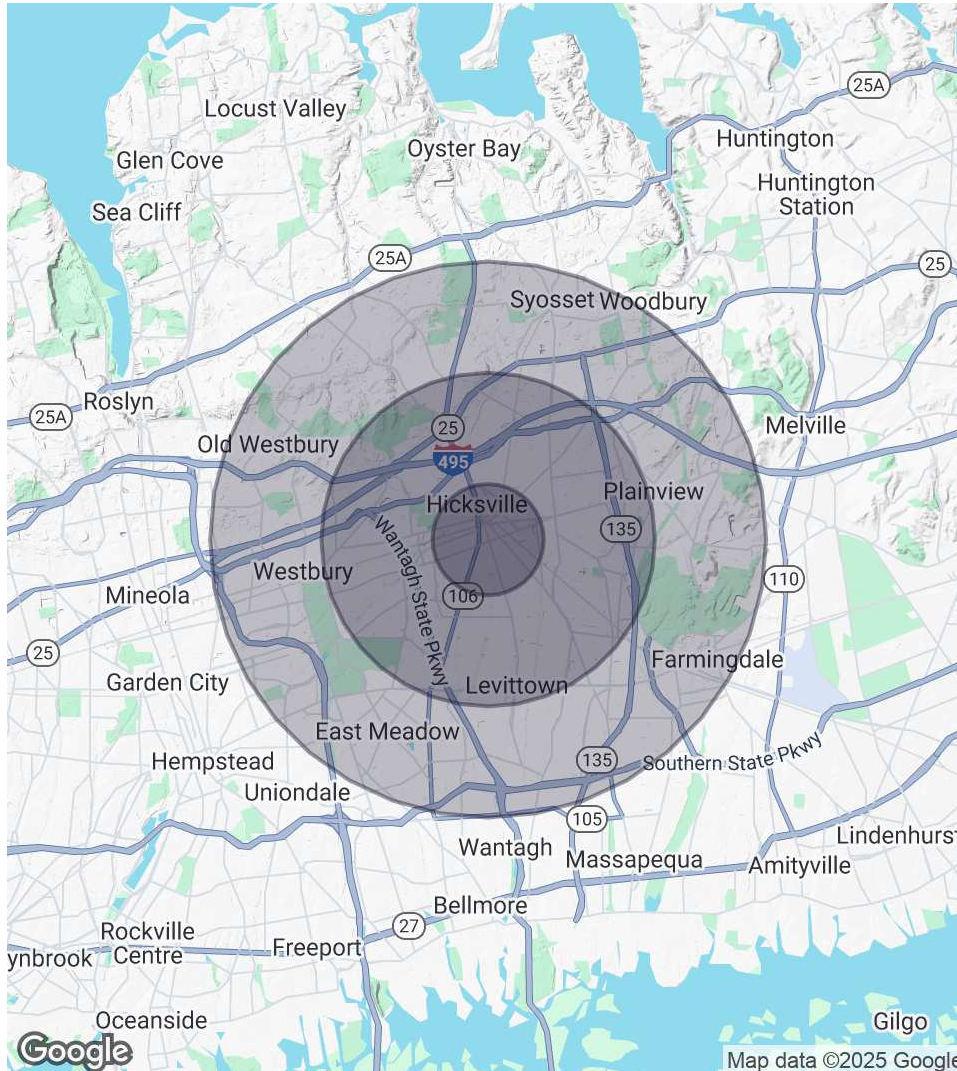 25A
Locust Valley
Huntington
Oyster Bay
Glen Cove
Huntington
Station
Sea Cliff
25A
25
Syosset
Woodbury
Roslyn
25A
Melville
25
Old Westbury
495
Plainview
Hicksville
135
Wantagh State Pkwy
Westbury
110
Mineola
106
25
Farmingdale
Garden City
Levittown
East Meadow
Southern State Pkwy
135
Hempstead
Uniondale
105
Lindenhurst
Wantagh
Massapequa
Amityville
Bellmore
27
Rockville
Centre
Freeport
ynbrook
Oceanside
Gilgo
Google
Map data ©2025 Google